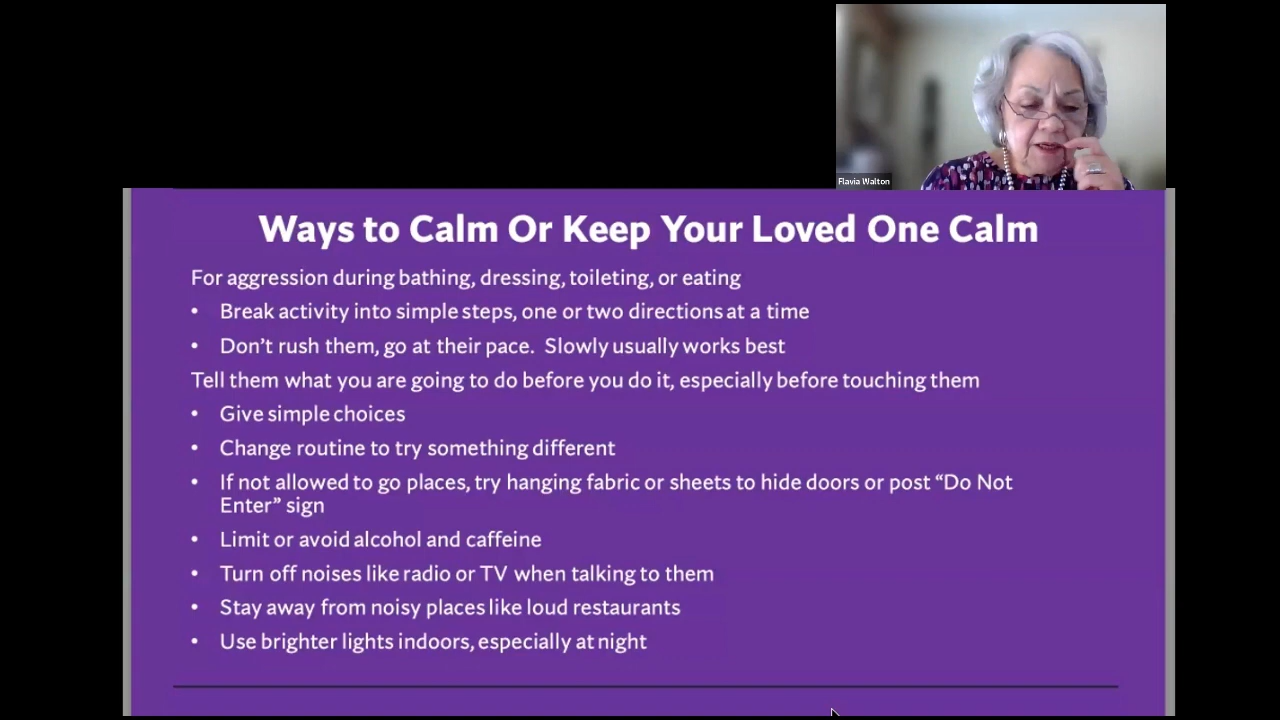 Flavia Walton
Ways to Calm Or Keep Your Loved One Calm
For aggression during bathing, dressing, toileting, or eating
• Break activity into simple steps, one or two directions at a time
• Don’t rush them, go at their pace.  Slowly usually works best
Tell them what you are going to do before you do it, especially before touching them
• Give simple choices
• Change routine to try something different
• If not allowed to go places, try hanging fabric or sheets to hide doors or post “Do Not
Enter” sign
• Limit or avoid alcohol and caffeine
• Turn off noises like radio or TV when talking to them
• Stay away from noisy places like loud restaurants
• Use brighter lights indoors, especially at night